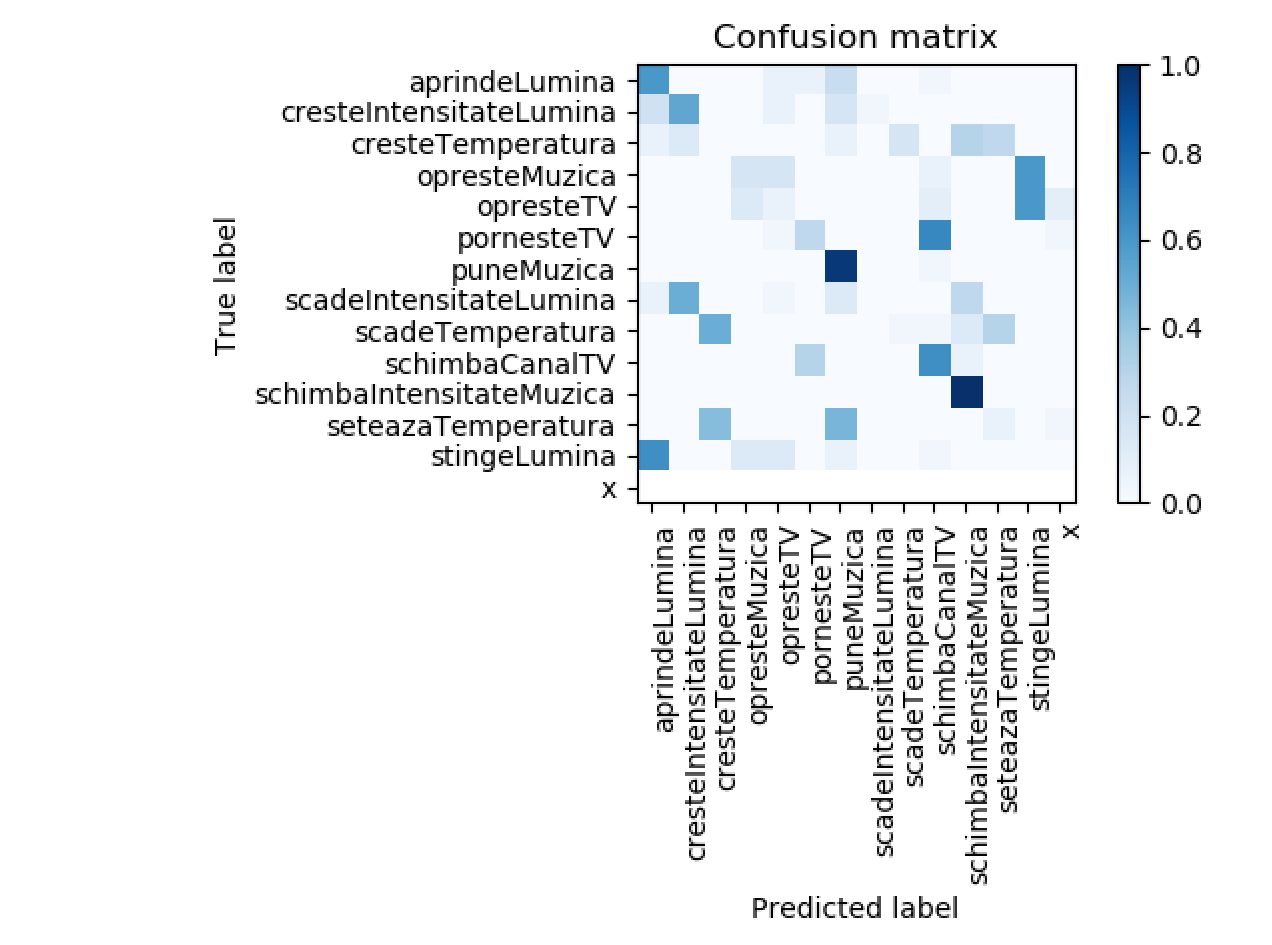 Confusion matrix
True label
aprindeLumina
cresteIntensitateLumina
cresteTemperatura
opresteMuzica
opresteTV
pornesteTV
puneMuzica
scadeIntensitateLumina
scadeTemperatura
schimbaCanalTV
schimbaIntensitateMuzica
seteazaTemperatura
stingeLumina
x
aprindeLumina
cresteIntensitateLumina
cresteTemperatura
opresteMuzica
opresteTV
pornesteTV
puneMuzica
scadeIntensitateLumina
scadeTemperatura
schimbaCanalTV
schimbaIntensitateMuzica
seteazaTemperatura
stingeLumina
x
Predicted label
1.0
0.8
0.6
0.4
0.2
0.0